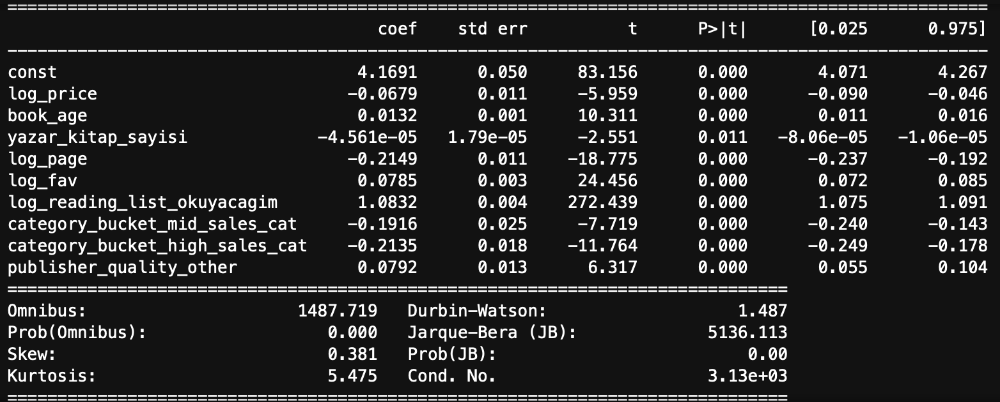 ==============================================================================================
coef std err t P>|t| [0.025 0.975]
----------------------------------------------------------------------------------------------
const 4.1691 0.050 83.156 0.000 4.071 4.267
log_price -0.0679 0.011 -5.959 0.000 -0.090 -0.046
book_age 0.0132 0.001 10.311 0.000 0.011 0.016
yazar_kitap_sayisi -4.561e-05 1.79e-05 -2.551 0.011 -8.06e-05 -1.06e-05
log_page -0.2149 0.011 -18.775 0.000 -0.237 -0.192
log_fav 0.0785 0.003 24.456 0.000 0.072 0.085
log_reading_list_okuyacagim 1.0832 0.004 272.439 0.000 1.075 1.091
category_bucket_mid_sales_cat -0.1916 0.025 -7.719 0.000 -0.240 -0.143
category_bucket_high_sales_cat -0.2135 0.018 -11.764 0.000 -0.249 -0.178
publisher_quality_other 0.0792 0.013 6.317 0.000 0.055 0.104
==============================================================================
Omnibus: 1487.719 Durbin-Watson: 1.487
Prob(Omnibus): 0.000 Jarque-Bera (JB): 5136.113
Skew: 0.381 Prob(JB): 0.00
Kurtosis: 5.475 Cond. No. 3.13e+03
==============================================================================